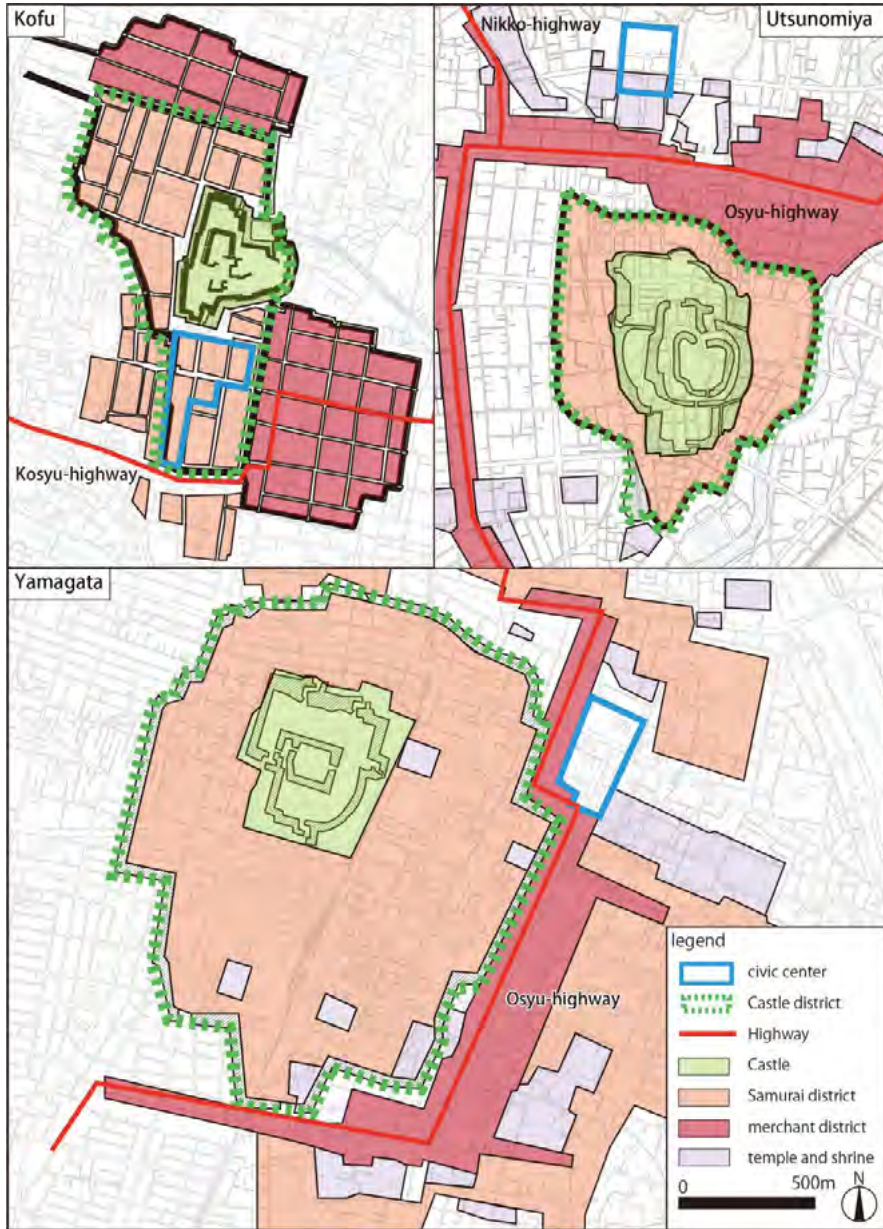 Kofu
Nikko-highway
Utsunomiya
Osyu-highway
Kosyu-highway
Yamagata
Osyu-highway
legend
civic center
Castle district
Highway
Castle
Samurai district
merchant district
temple and shrine
0 500m
N